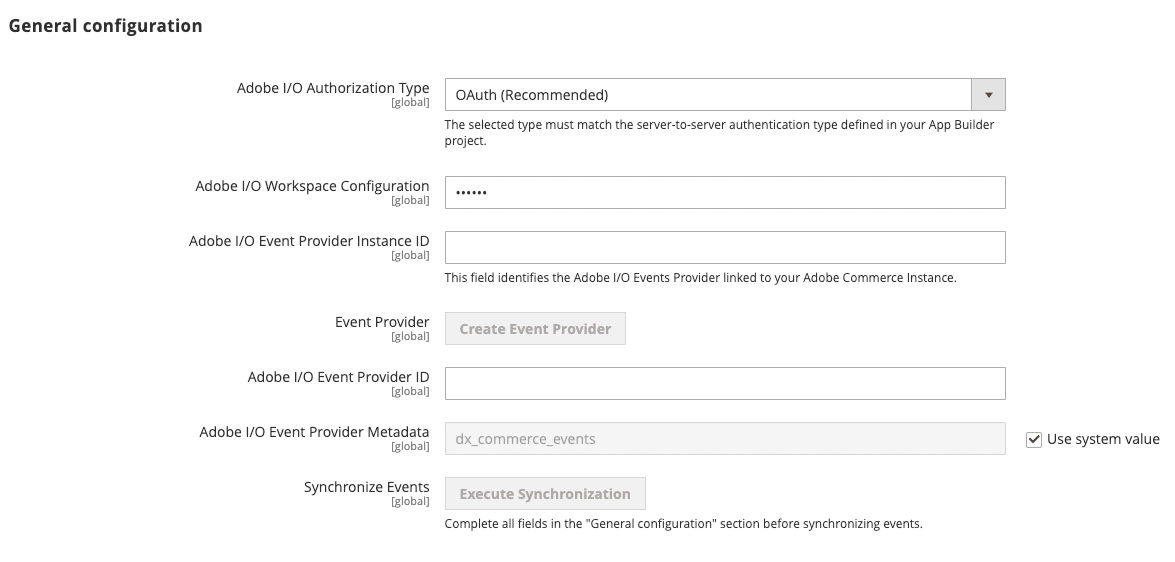 General configuration
Adobe I/O Authorization Type
[global]
OAuth (Recommended)
The selected type must match the server-to-server authentication type defined in your App Builder
project.
Adobe I/O Workspace Configuration
[global]
••••••
Adobe I/O Event Provider Instance ID
[global]
This field identifies the Adobe I/O Events Provider linked to your Adobe Commerce Instance.
Event Provider
[global]
Create Event Provider
Adobe I/O Event Provider ID
[global]
Adobe I/O Event Provider Metadata
[global]
dx_commerce_events
Use system value
Synchronize Events
[global]
Execute Synchronization
Complete all fields in the "General configuration" section before synchronizing events.